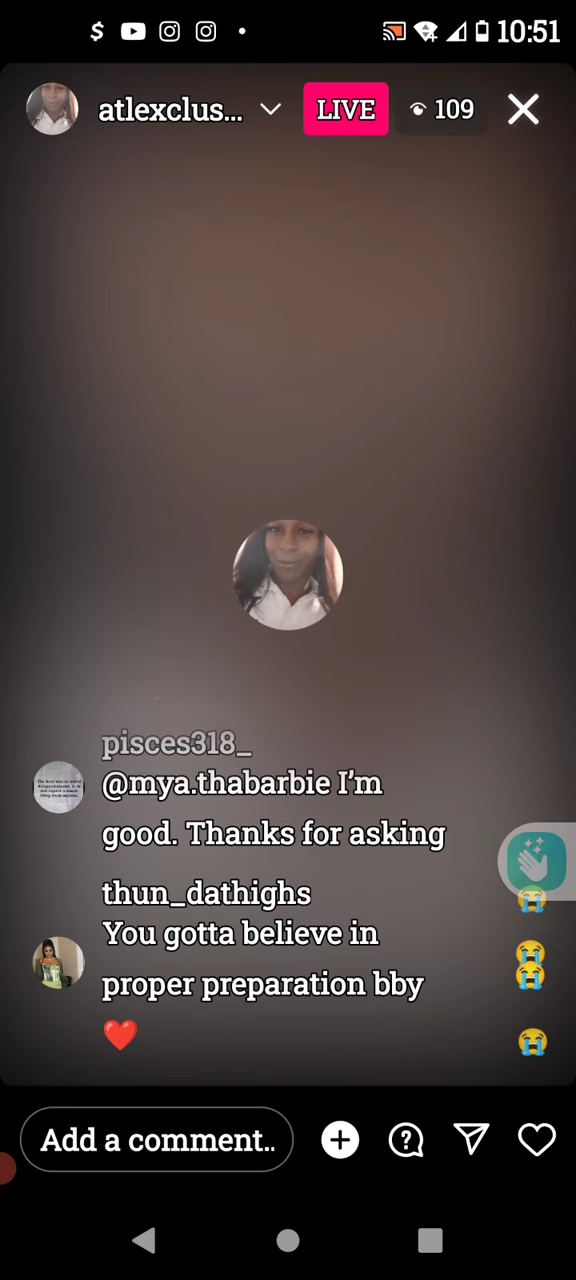 10:51
atlexclus...
LIVE
109
pisces318_
@mya.thabarbie I’m
good. Thanks for asking
thun_dathighs
You gotta believe in
proper preparation bby
❤️
Add a comment..